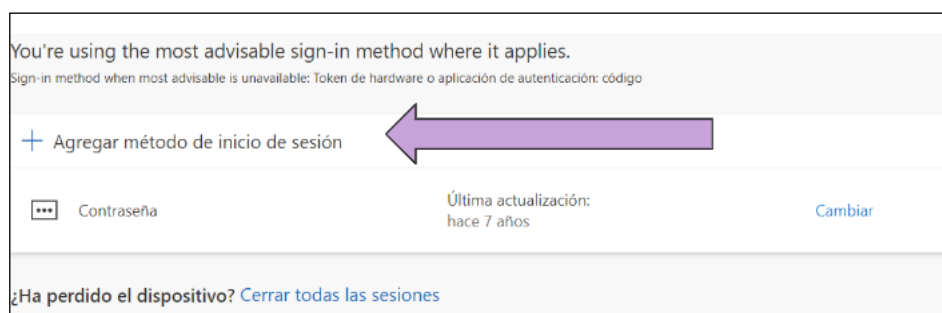 You're using the most advisable sign-in method where it applies.
Sign-in method when most advisable is unavailable: Token de hardware o aplicación de autenticación: código
+ Agregar método de inicio de sesión
Contraseña
Última actualización:
hace 7 años
Cambiar
¿Ha perdido el dispositivo? Cerrar todas las sesiones